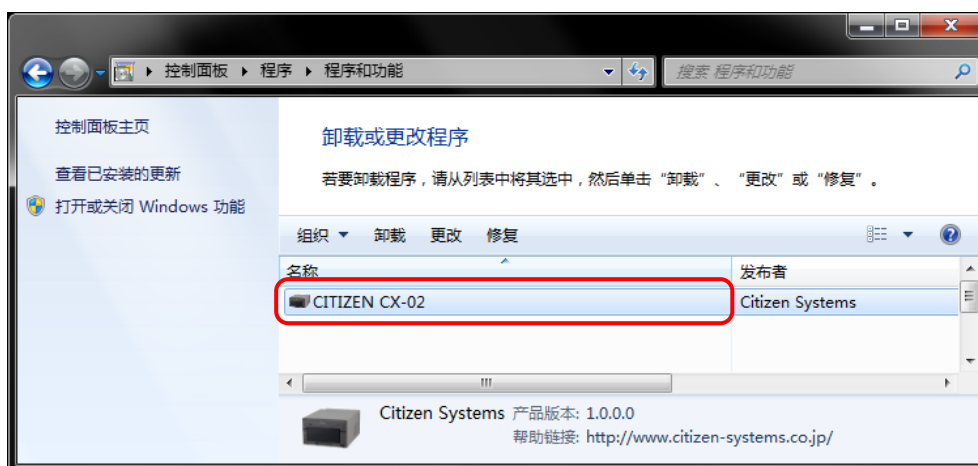 控制面板 程序 程序和功能 搜索 程序和功能
控制面板主页
查看已安装的更新
打开或关闭 Windows 功能
卸载或更改程序
若要卸载程序，请从列表中将其选中，然后单击“卸载”、“更改”或“修复”。
组织 卸载 更改 修复
名称 发布者
CITIZEN CX-02 Citizen Systems
Citizen Systems 产品版本: 1.0.0.0
帮助链接: http://www.citizen-systems.co.jp/